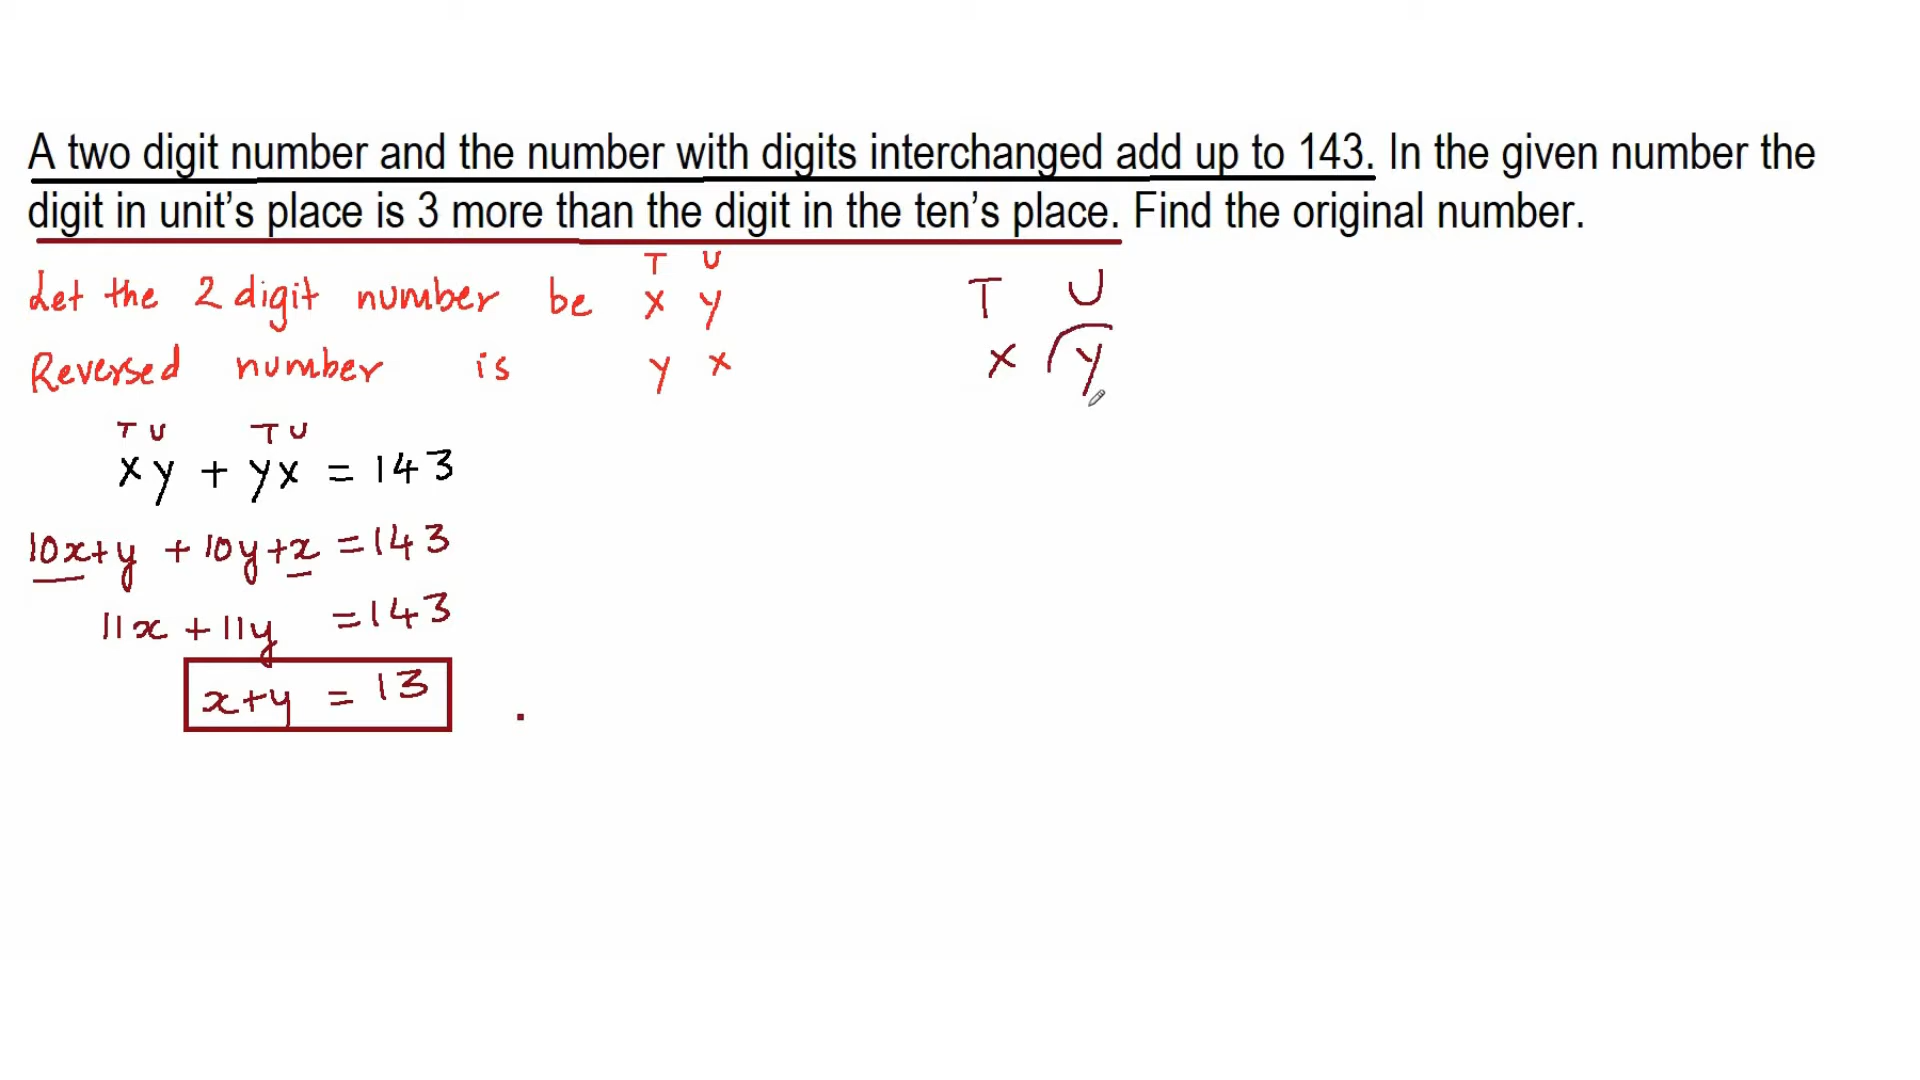 A two digit number and the number with digits interchanged add up to 143. In the given number the
digit in unit’s place is 3 more than the digit in the ten’s place. Find the original number.
T U
Let the 2 digit number be x y
Reversed number is y x
T U
x y
T U T U
xy + yx = 143
10x+y + 10y+x = 143
11x + 11y = 143
x+y = 13 .